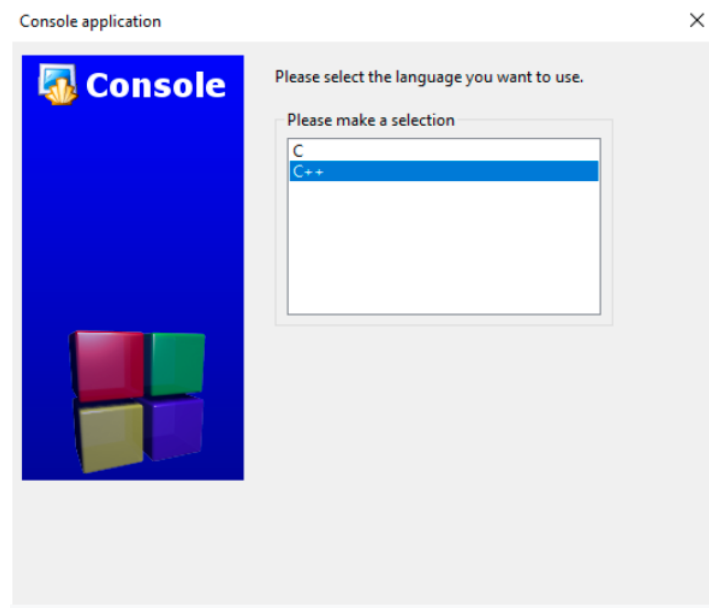 Console application
Console
Please select the language you want to use.
Please make a selection
C
C++